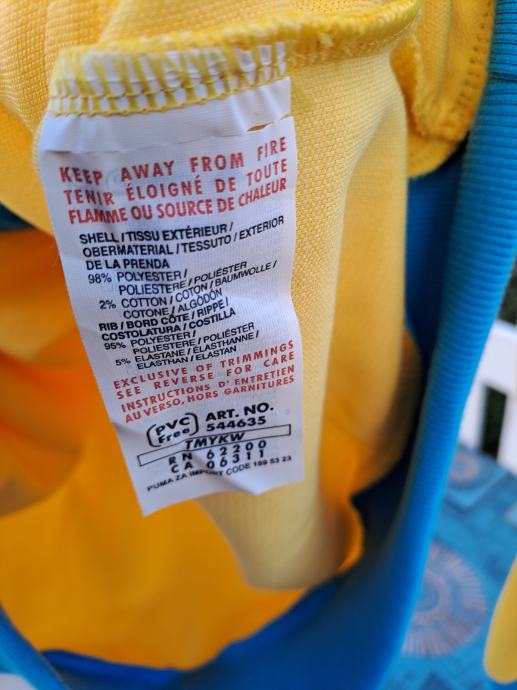 KEEP AWAY FROM FIRE
TENIR ÉLOIGNÉ DE TOUTE
FLAMME OU SOURCE DE CHALEUR
SHELL / TISSU EXTÉRIEUR /
OBERMATERIAL / TESSUTO / EXTERIOR
DE LA PRENDA
98% POLYESTER /
POLIESTERE / POLIÉSTER
2% COTTON / COTON / BAUMWOLLE /
COTONE / ALGODÓN
RIB / BORD CÔTE / RIPPE /
COSTOLATURA / COSTILLA
95% POLYESTER /
POLIESTERE / POLIÉSTER
5% ELASTANE / ÉLASTHANNE /
ELASTHAN / ELASTAN
EXCLUSIVE OF TRIMMINGS
SEE REVERSE FOR CARE
INSTRUCTIONS D'ENTRETIEN
AU VERSO, HORS GARNITURES
PVC Free ART. NO.
544635
TMYKW
RN 62200
CA 06311
PUMA ZA IMPORT CODE 189 53 23